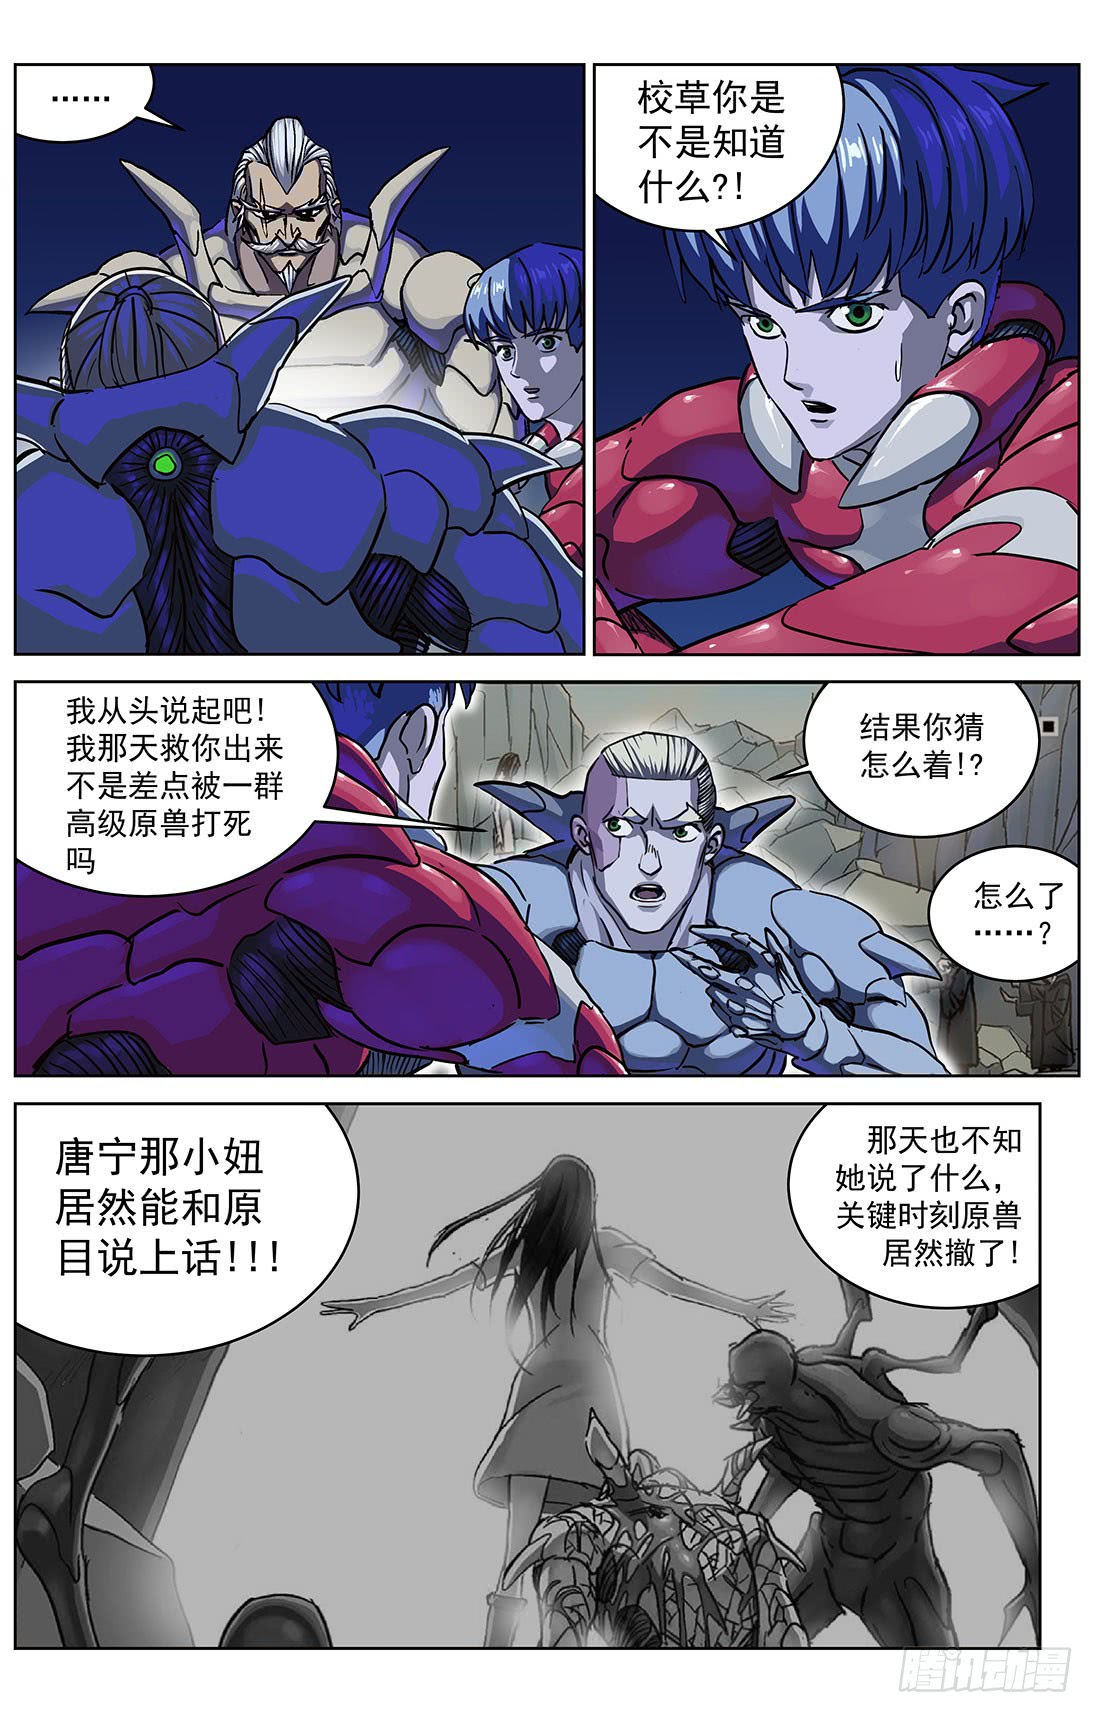 ……
校草你是
不是知道
什么?!
我从头说起吧!
我那天救你出来
不是差点被一群
高级原兽打死
吗
结果你猜
怎么着!?
怎么了
……?
唐宁那小妞
居然能和原
目说上话!!!
那天也不知
她说了什么,
关键时刻原兽
居然撤了!
腾讯动漫